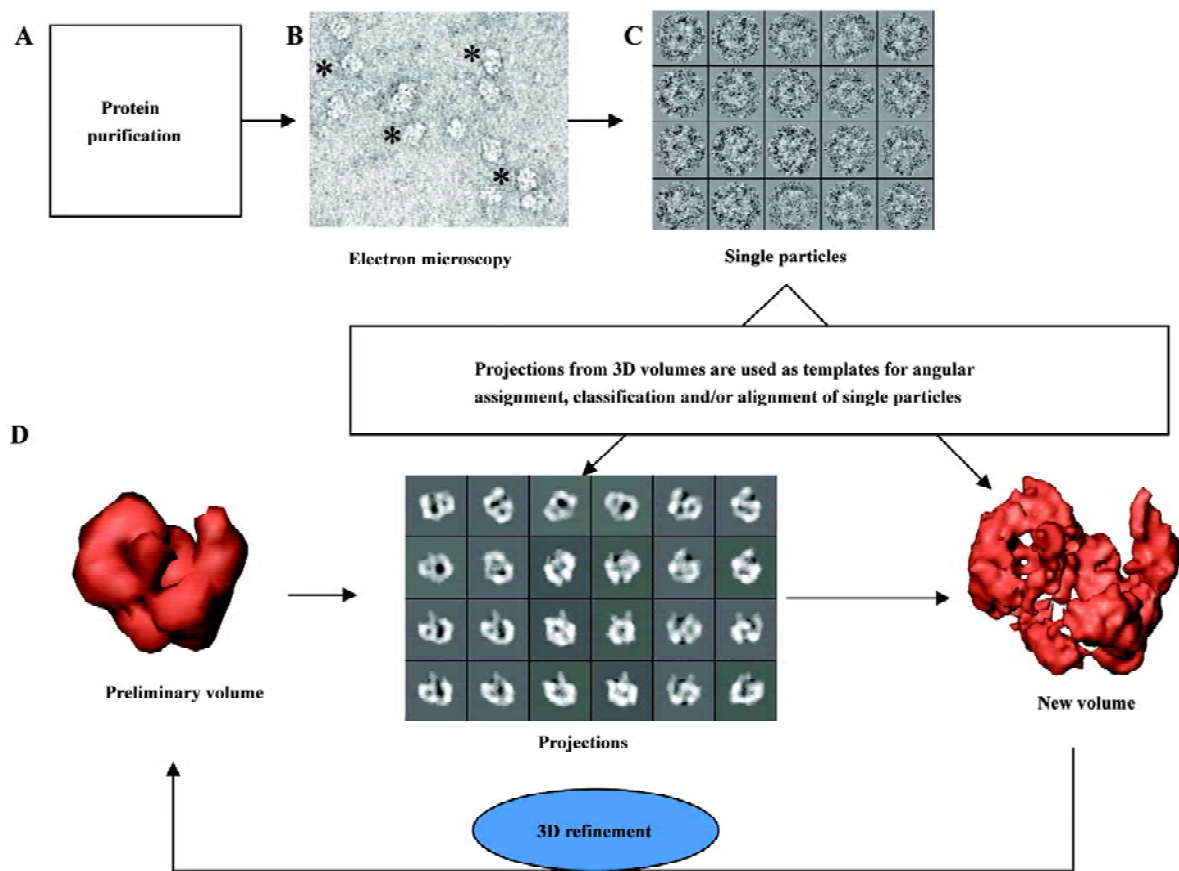 A
B
C
Protein
purification
*
*
*
*
Electron microscopy
Single particles
Projections from 3D volumes are used as templates for angular
assignment, classification and/or alignment of single particles
D
Preliminary volume
Projections
New volume
3D refinement